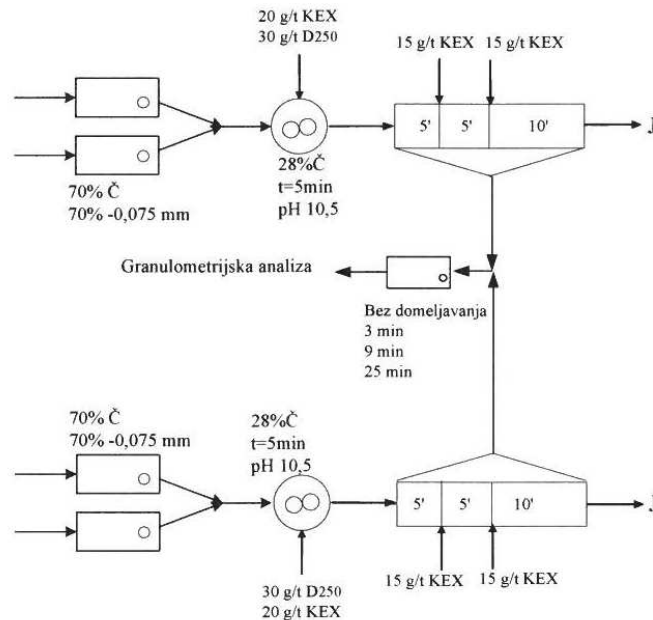 20 g/t KEX
30 g/t D250
15 g/t KEX
15 g/t KEX
5'
5'
10'
J
70% Č
70% -0,075 mm
28%Č
t=5min
pH 10,5
Granulometrijska analiza
Bez domeljavanja
3 min
9 min
25 min
70% Č
70% -0,075 mm
28%Č
t=5min
pH 10,5
5'
5'
10'
J
15 g/t KEX
15 g/t KEX
30 g/t D250
20 g/t KEX